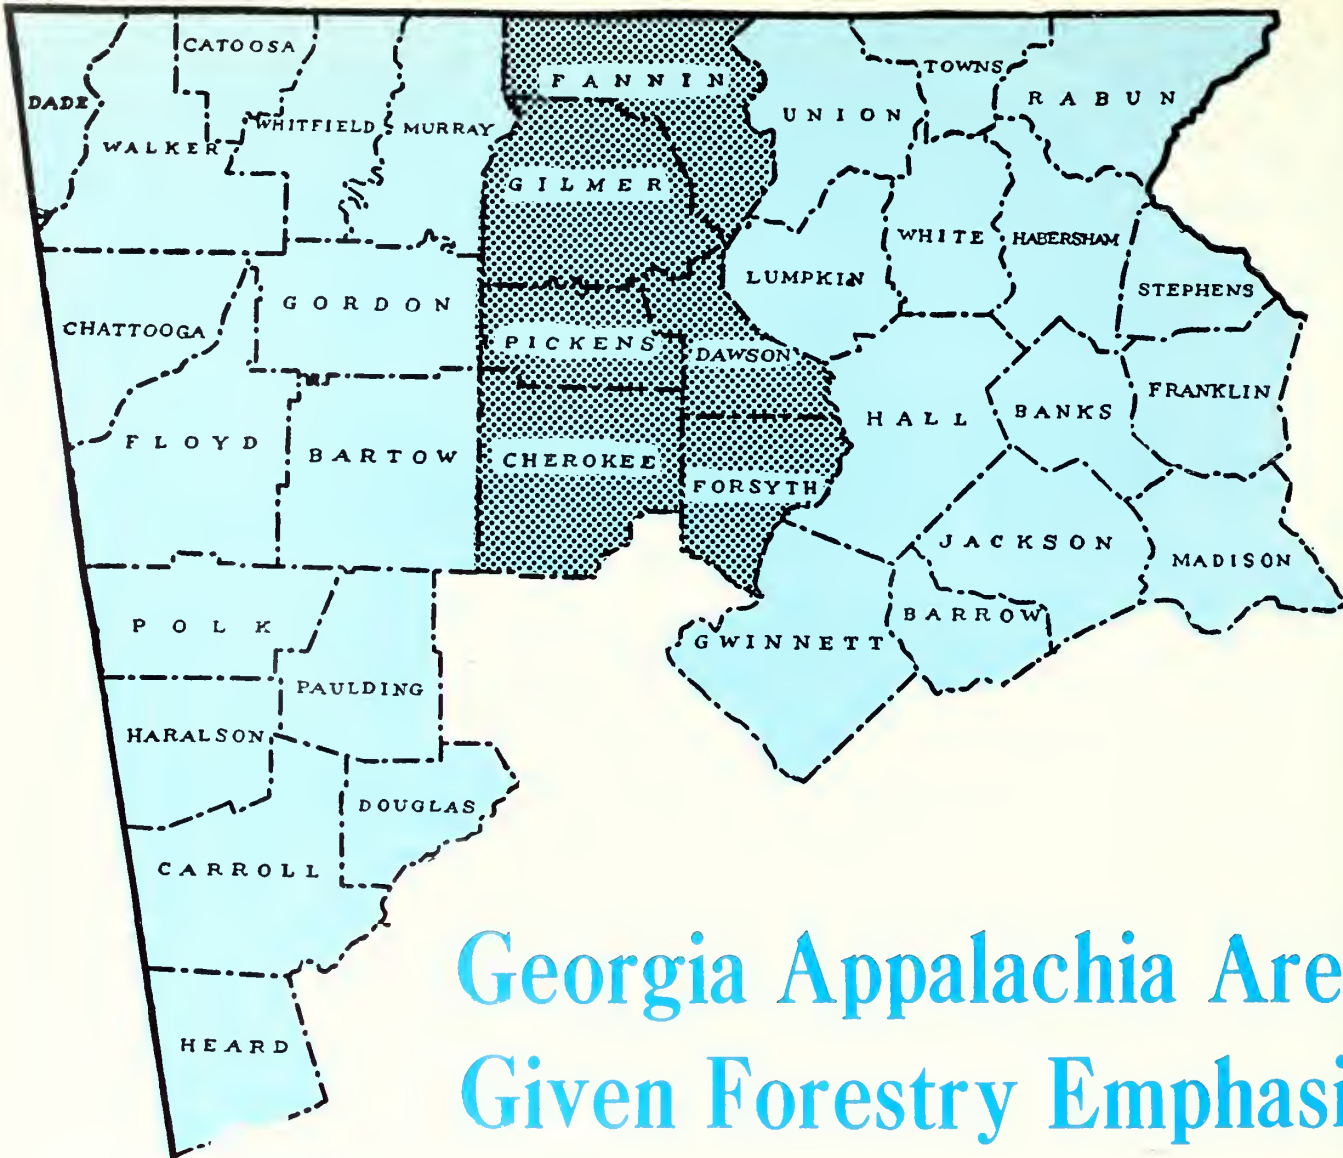 CATOOSA
FANNIN
TOWNS
DADE
RABUN
UNION
WHITFIELD
MURRAY
WALKER
GILMER
WHITE
HABERSHAM
LUMPKIN
STEPHENS
GORDON
CHATTOOGA
PICKENS
DAWSON
FRANKLIN
HALL
BANKS
FLOYD
BARTOW
CHEROKEE
FORSYTH
JACKSON
MADISON
BARROW
POLK
GWINNETT
PAULDING
HARALSON
DOUGLAS
CARROLL
Georgia Appalachia Are
HEARD
Given Forestry Emphasi